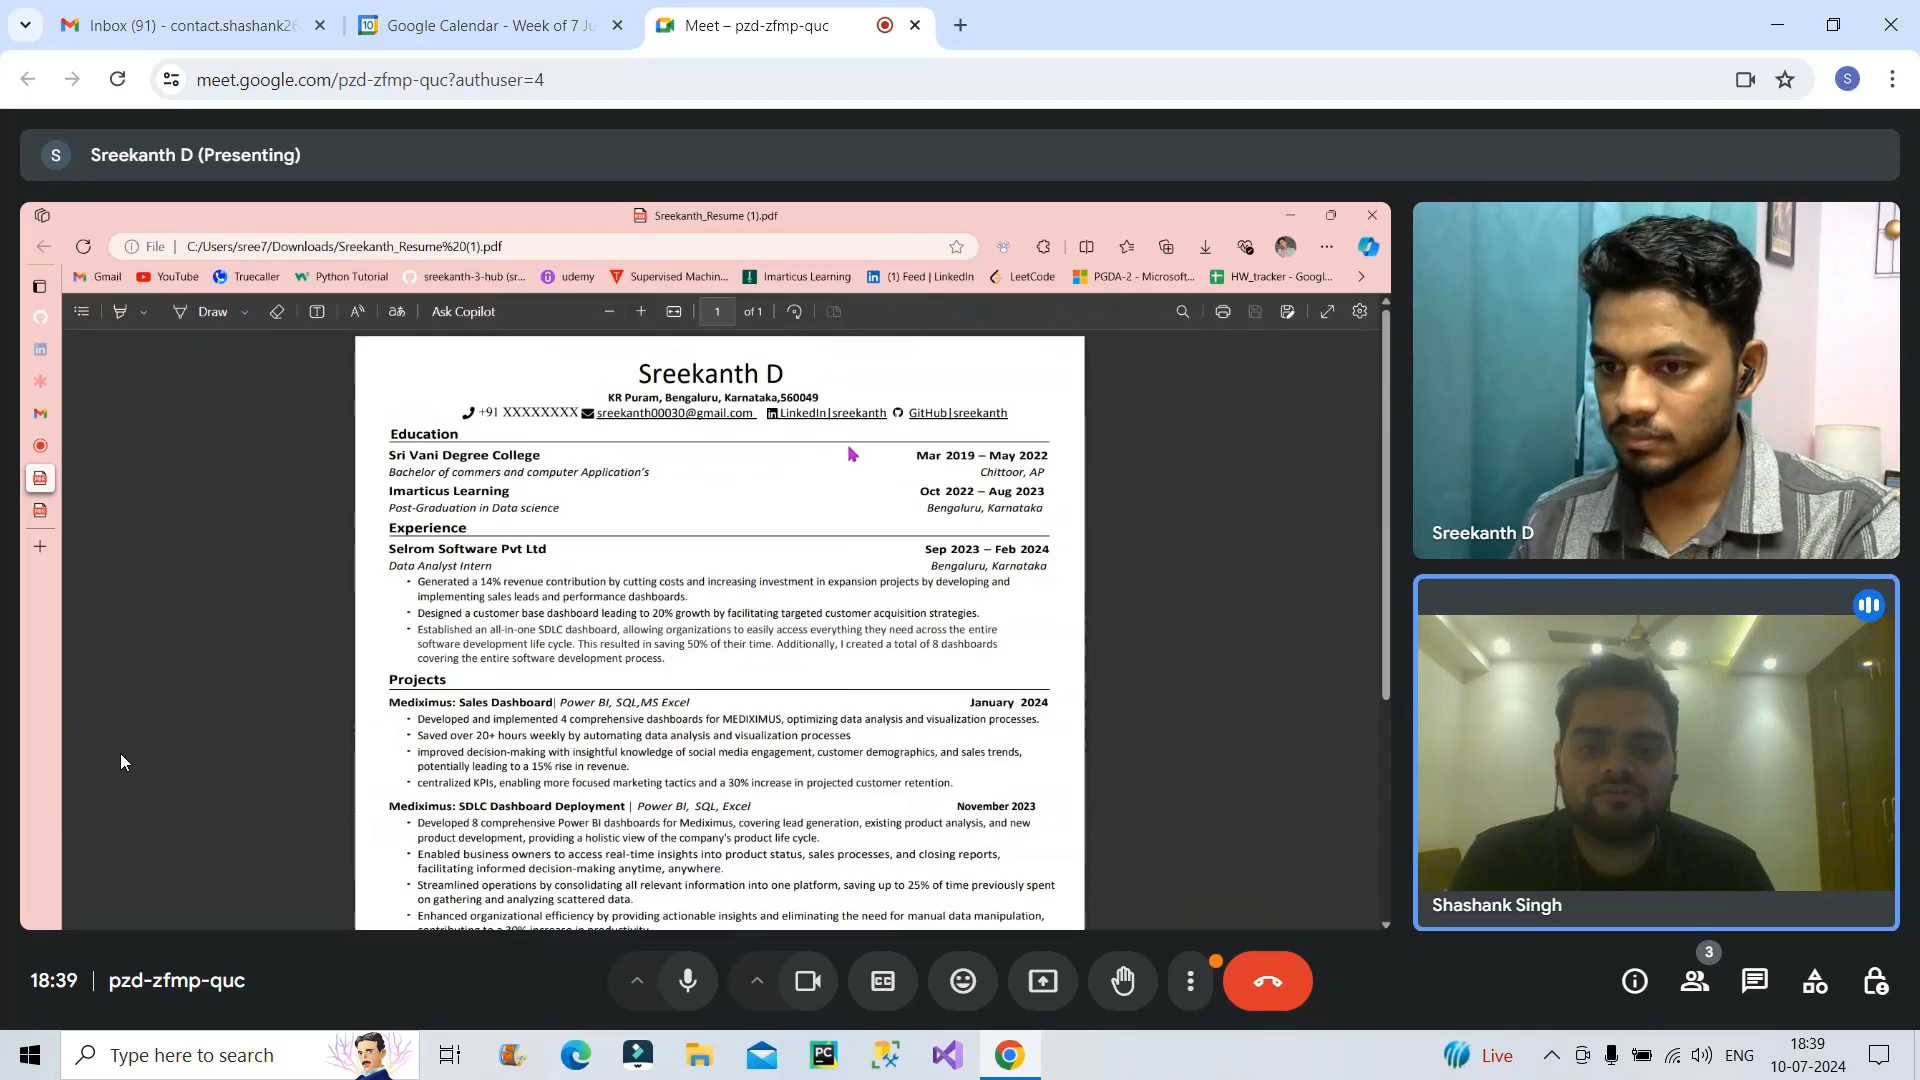 Inbox (91) - contact.shashank26
Google Calendar - Week of 7 Ju
Meet – pzd-zfmp-quc
meet.google.com/pzd-zfmp-quc?authuser=4
S
S
Sreekanth D (Presenting)
Sreekanth_Resume (1).pdf
File
C:/Users/sree7/Downloads/Sreekanth_Resume%20(1).pdf
Gmail
YouTube
Truecaller
Python Tutorial
sreekanth-3-hub (sr...
udemy
Supervised Machin...
Imarticus Learning
(1) Feed | LinkedIn
LeetCode
PGDA-2 - Microsoft...
HW_tracker - Googl...
Draw
Ask Copilot
1
of 1
Sreekanth D
KR Puram, Bengaluru, Karnataka,560049
+91 XXXXXXXX sreekanth00030@gmail.com LinkedIn|sreekanth GitHub|sreekanth
Education
Sri Vani Degree College Mar 2019 – May 2022
Bachelor of commers and computer Application's Chittoor, AP
Imarticus Learning Oct 2022 – Aug 2023
Post-Graduation in Data science Bengaluru, Karnataka
Experience
Selrom Software Pvt Ltd Sep 2023 – Feb 2024
Data Analyst Intern Bengaluru, Karnataka
- Generated a 14% revenue contribution by cutting costs and increasing investment in expansion projects by developing and
implementing sales leads and performance dashboards.
- Designed a customer base dashboard leading to 20% growth by facilitating targeted customer acquisition strategies.
- Established an all-in-one SDLC dashboard, allowing organizations to easily access everything they need across the entire
software development life cycle. This resulted in saving 50% of their time. Additionally, I created a total of 8 dashboards
covering the entire software development process.
Projects
Mediximus: Sales Dashboard| Power BI, SQL,MS Excel January 2024
- Developed and implemented 4 comprehensive dashboards for MEDIXIMUS, optimizing data analysis and visualization processes.
- Saved over 20+ hours weekly by automating data analysis and visualization processes
- improved decision-making with insightful knowledge of social media engagement, customer demographics, and sales trends,
potentially leading to a 15% rise in revenue.
- centralized KPIs, enabling more focused marketing tactics and a 30% increase in projected customer retention.
Mediximus: SDLC Dashboard Deployment | Power BI, SQL, Excel November 2023
- Developed 8 comprehensive Power BI dashboards for Mediximus, covering lead generation, existing product analysis, and new
product development, providing a holistic view of the company's product life cycle.
- Enabled business owners to access real-time insights into product status, sales processes, and closing reports,
facilitating informed decision-making anytime, anywhere.
- Streamlined operations by consolidating all relevant information into one platform, saving up to 25% of time previously spent
on gathering and analyzing scattered data.
- Enhanced organizational efficiency by providing actionable insights and eliminating the need for manual data manipulation,
contributing to a 30% increase in productivity.
Sreekanth D
Shashank Singh
18:39 | pzd-zfmp-quc
3
Type here to search
PC
Live
ENG
18:39
10-07-2024